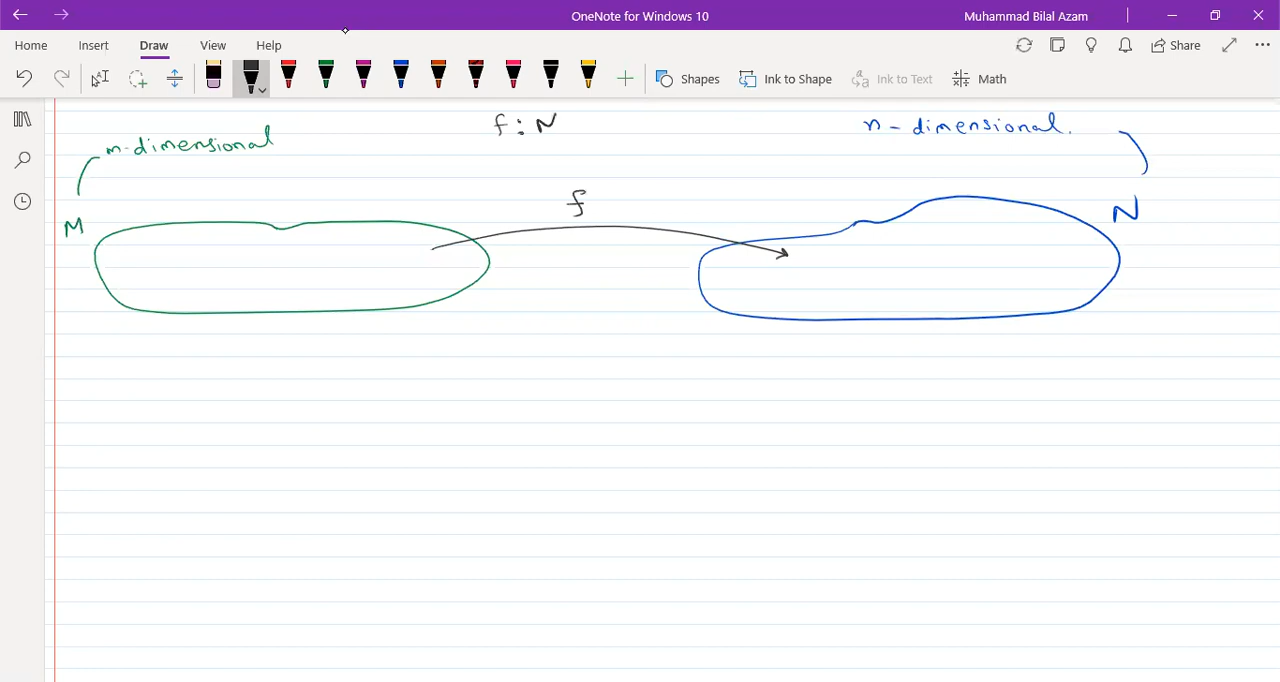 OneNote for Windows 10
Muhammad Bilal Azam
Home Insert Draw View Help
Share
Shapes Ink to Shape Ink to Text Math
f : N
n - dimensional.
m-dimensional
f
M
N